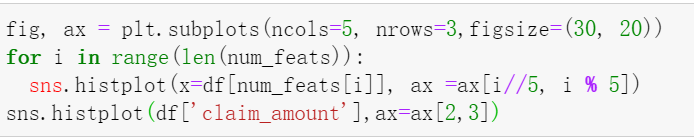 fig, ax = plt.subplots(ncols=5, nrows=3,figsize=(30, 20))
for i in range(len(num_feats)):
  sns.histplot(x=df[num_feats[i]], ax =ax[i//5, i % 5])
sns.histplot(df['claim_amount'],ax=ax[2,3])